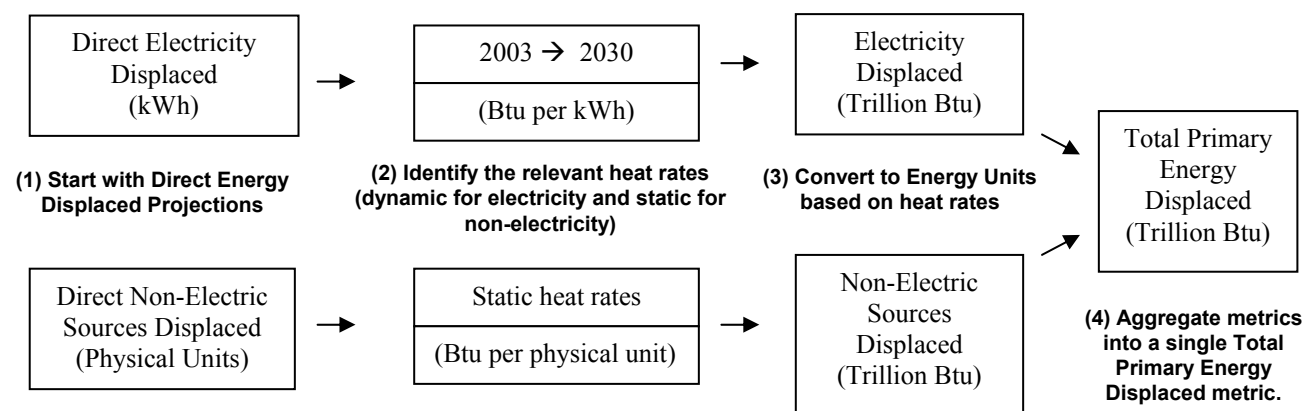 Direct Electricity
Displaced
(kWh)
2003 → 2030
(Btu per kWh)
Electricity
Displaced
(Trillion Btu)
(1) Start with Direct Energy
Displaced Projections
(2) Identify the relevant heat rates
(dynamic for electricity and static for
non-electricity)
(3) Convert to Energy Units
based on heat rates
Total Primary
Energy
Displaced
(Trillion Btu)
Direct Non-Electric
Sources Displaced
(Physical Units)
Static heat rates
(Btu per physical unit)
Non-Electric
Sources
Displaced
(Trillion Btu)
(4) Aggregate metrics
into a single Total
Primary Energy
Displaced metric.